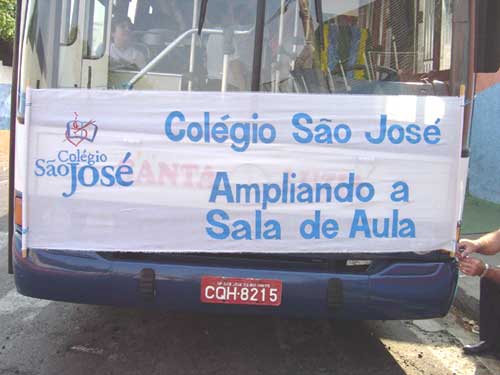 Colégio São José
Colégio
São José
Ampliando a
Sala de Aula
CQH-8215